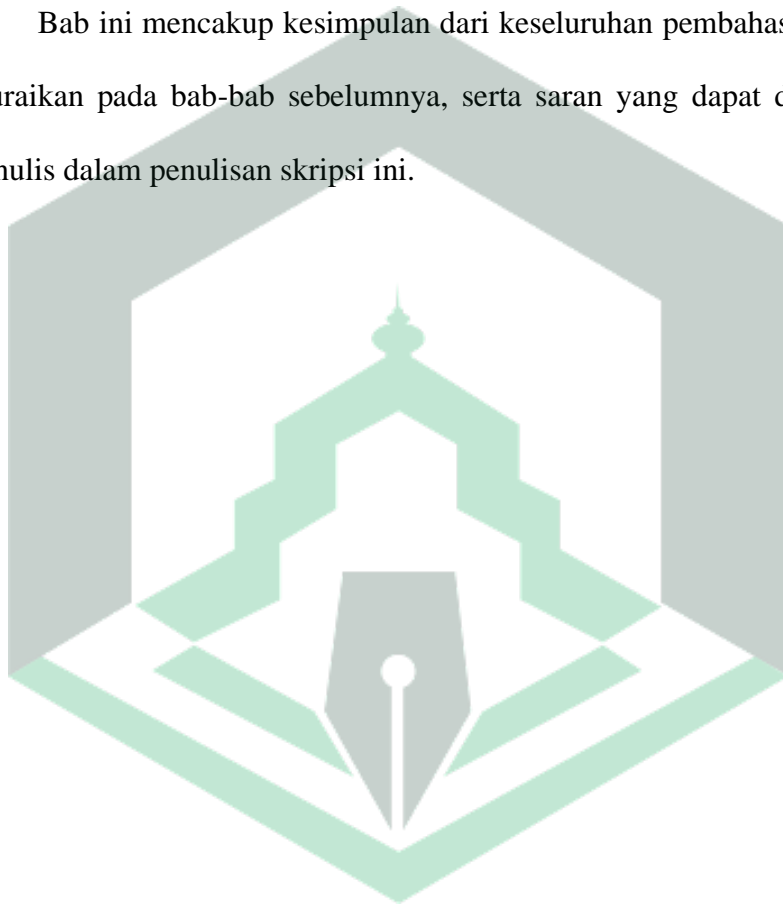 Bab ini mencakup kesimpulan dari keseluruhan pembahas
uraikan pada bab-bab sebelumnya, serta saran yang dapat d
nulis dalam penulisan skripsi ini.